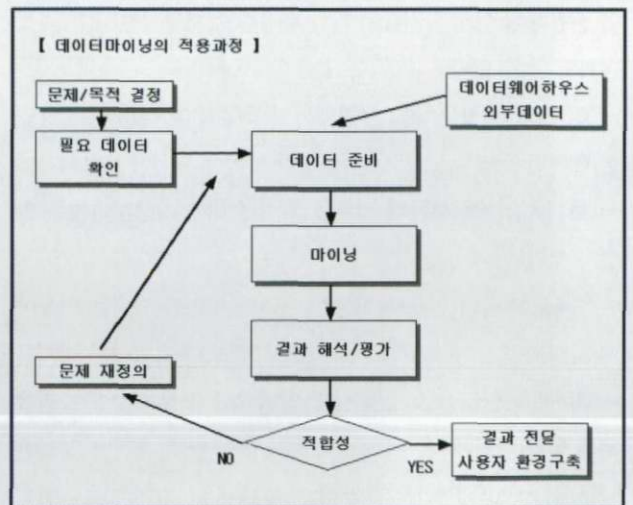 【 데이터마이닝의 적용과정 】
문제/목적 결정
데이터웨어하우스
외부데이터
필요 데이터
확인
데이터 준비
마이닝
결과 해석/평가
문제 재정의
적합성
NO
YES
결과 전달
사용자 환경구축